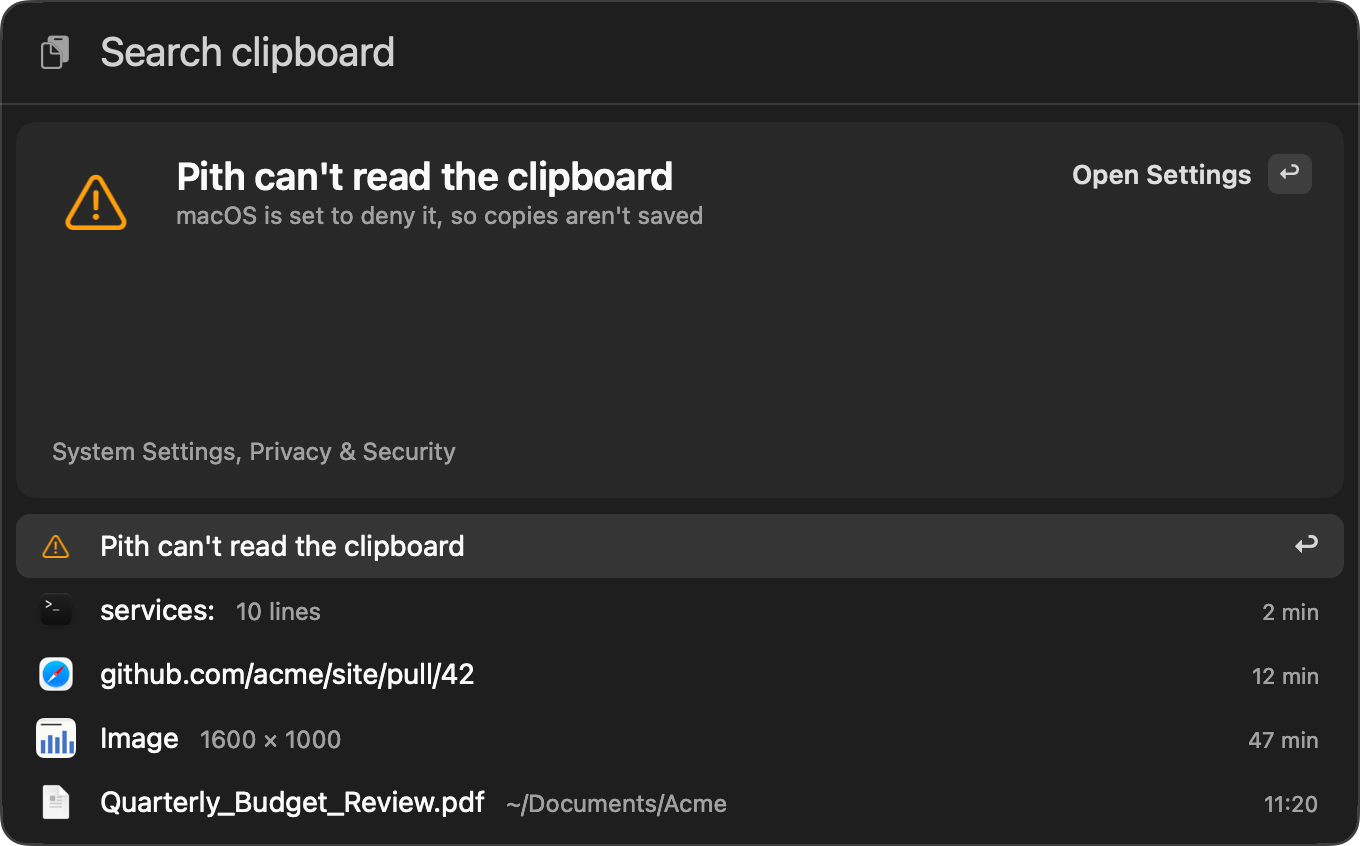 Search clipboard
Pith can't read the clipboard
Open Settings
macOS is set to deny it, so copies aren't saved
System Settings, Privacy & Security
Pith can't read the clipboard
services: 10 lines 2 min
github.com/acme/site/pull/42 12 min
Image 1600 × 1000 47 min
Quarterly_Budget_Review.pdf ~/Documents/Acme 11:20